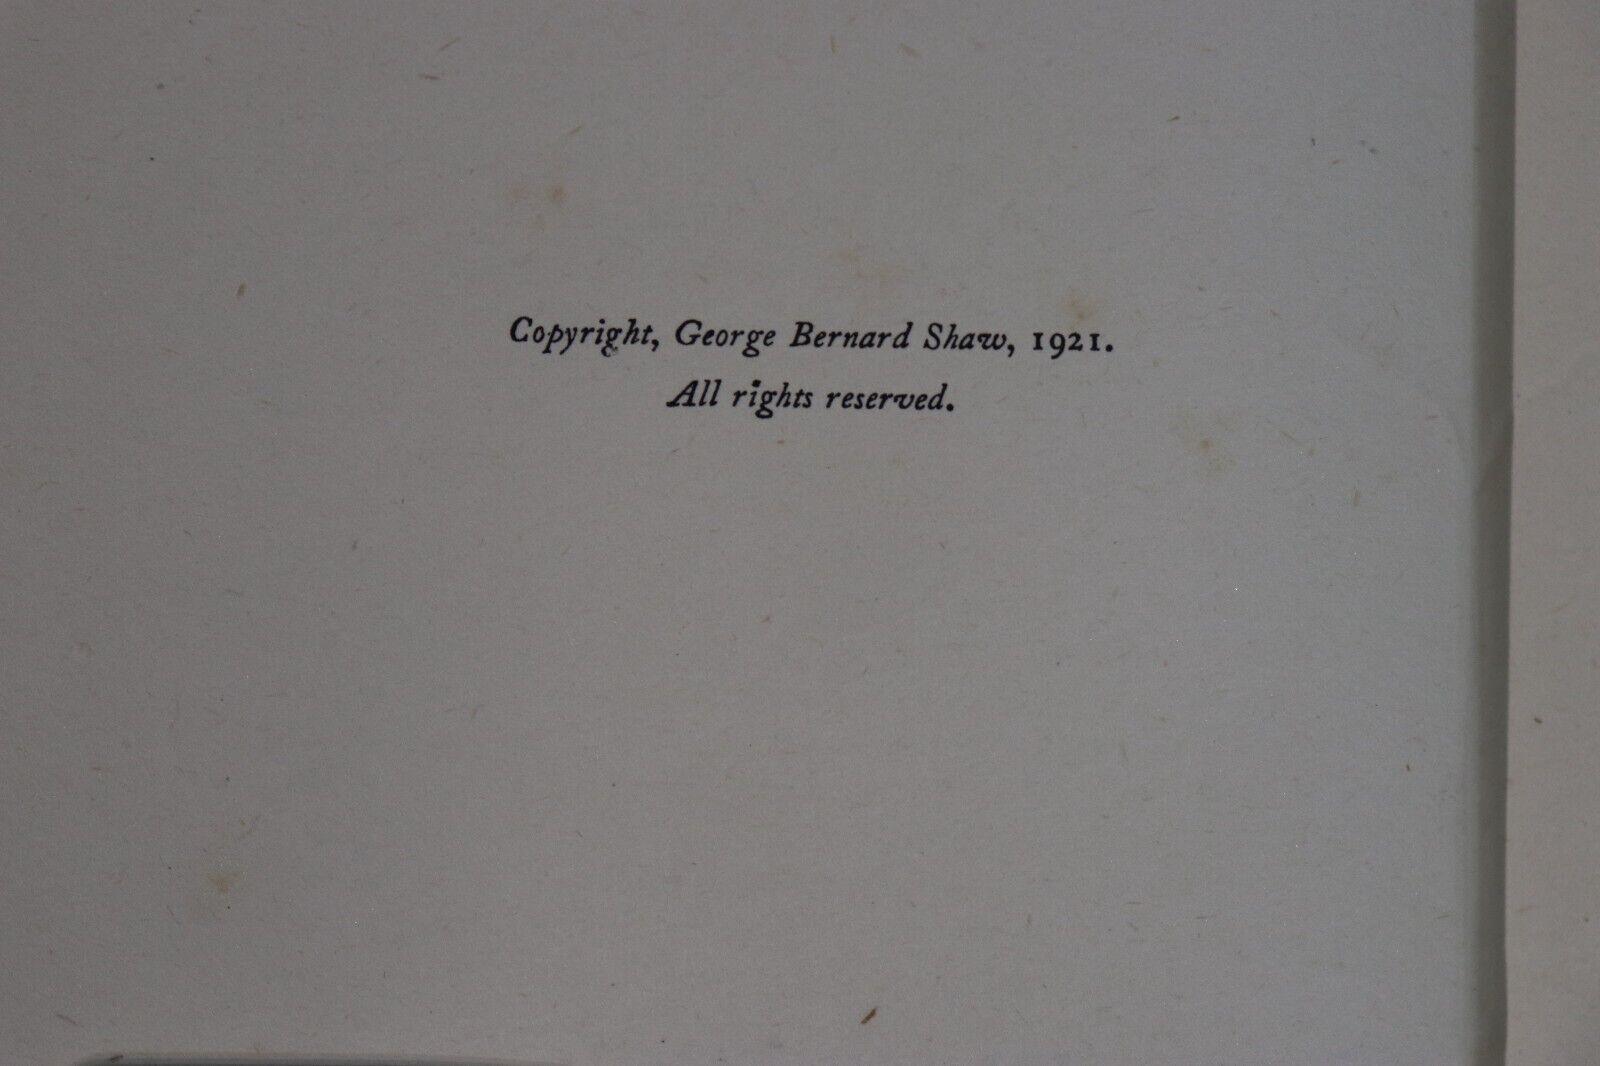 Copyright, George Bernard Shaw, 1921.
All rights reserved.